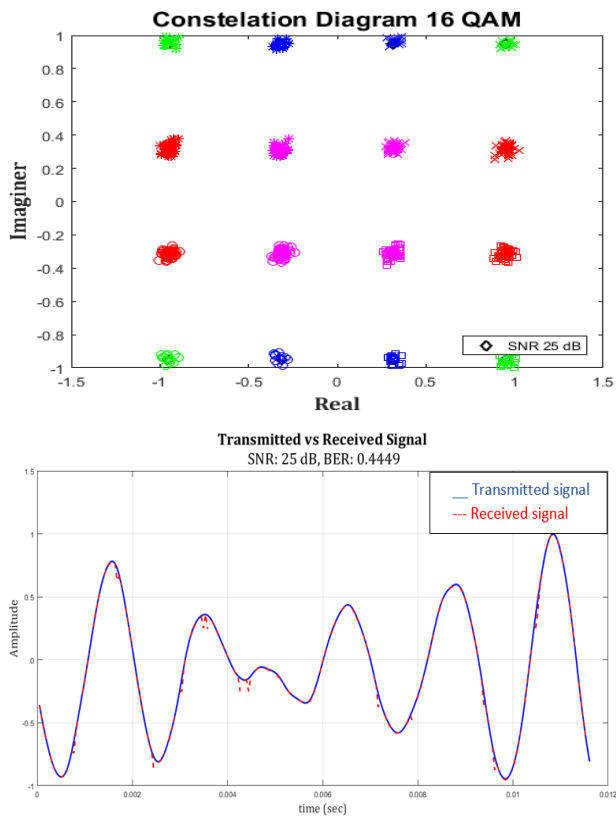 Constelation Diagram 16 QAM
1
0.8
0.6
0.4
0.2
0
-0.2
-0.4
-0.6
-0.8
-1
Imaginer
SNR 25 dB
-1.5 -1 -0.5 0 0.5 1 1.5
Real
Transmitted vs Received Signal
SNR: 25 dB, BER: 0.4449
1.5
1
0.5
0
-0.5
-1
Amplitude
Transmitted signal
Received signal
0 0.002 0.004 0.006 0.008 0.01 0.012
time (sec)